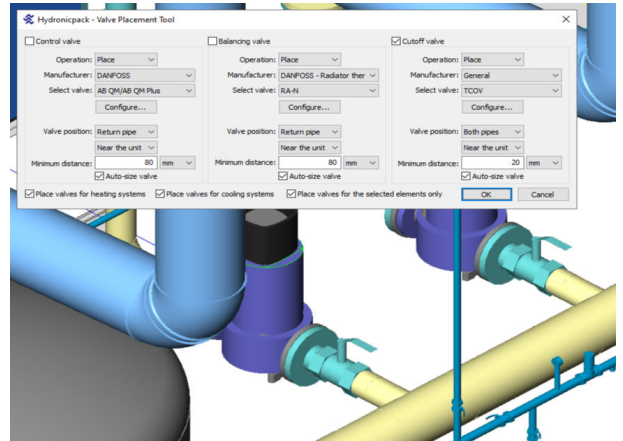 Hydronicpack - Valve Placement Tool
Control valve
Operation: Place
Manufacturer: DANFOSS
Select valve: AB QM/AB QM Plus
Configure...
Valve position: Return pipe
Near the unit
Minimum distance: 80 mm
Auto-size valve
Balancing valve
Operation: Place
Manufacturer: DANFOSS - Radiator ther
Select valve: RA-N
Configure...
Valve position: Return pipe
Near the unit
Minimum distance: 80 mm
Auto-size valve
Cutoff valve
Operation: Place
Manufacturer: General
Select valve: TCOV
Configure...
Valve position: Both pipes
Near the unit
Minimum distance: 20 mm
Auto-size valve
Place valves for heating systems Place valves for cooling systems Place valves for the selected elements only OK Cancel